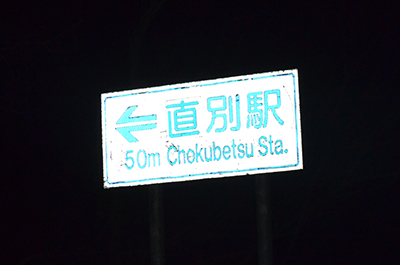 ← 直別駅
50m Chokubetsu Sta.